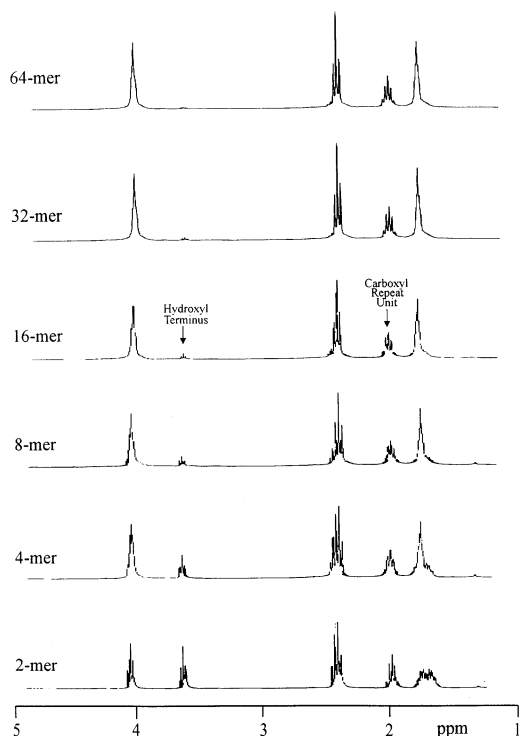 64-mer
32-mer
Hydroxyl
Terminus
Carboxyl
Repeat
Unit
16-mer
8-mer
4-mer
2-mer
5 4 3 2 ppm 1